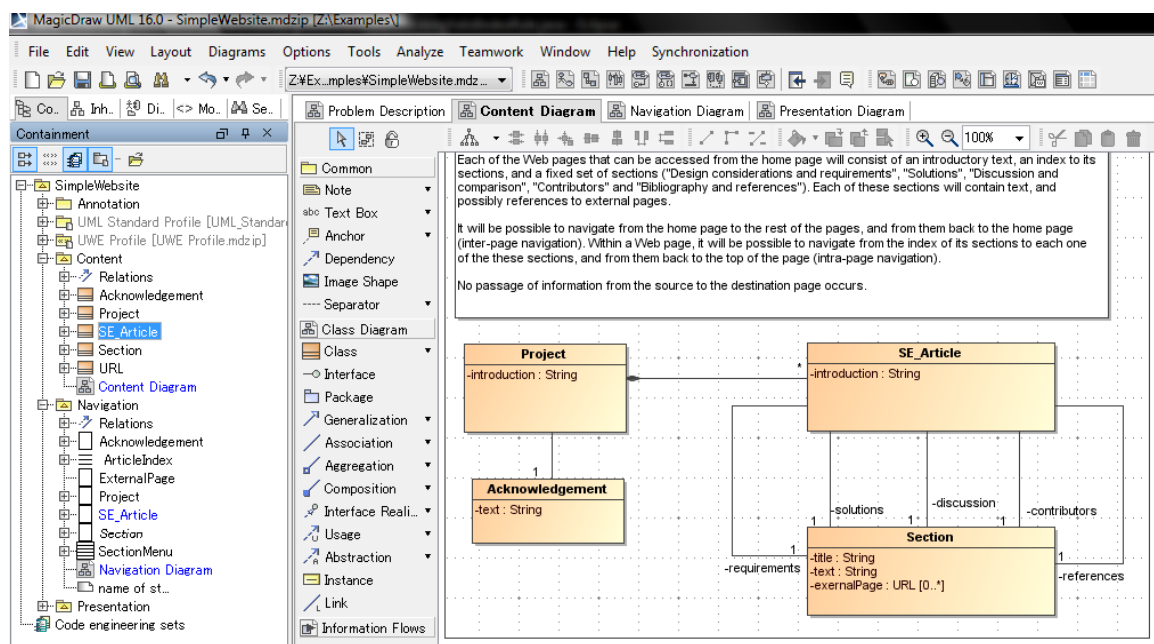 MagicDraw UML 16.0 - SimpleWebsite.mdzip [Z:\Examples\]
File Edit View Layout Diagrams Options Tools Analyze Teamwork Window Help Synchronization
Z:¥Ex...mples¥SimpleWebsite.mdz...
Co.. Inh.. Di.. <> Mo.. Se..
Problem Description Content Diagram Navigation Diagram Presentation Diagram
Containment
100%
SimpleWebsite
Annotation
UML Standard Profile [UML_Standar
UWE Profile [UWE Profile.mdzip]
Content
Relations
Acknowledgement
Project
SE_Article
Section
URL
Content Diagram
Navigation
Relations
Acknowledgement
ArticleIndex
ExternalPage
Project
SE_Article
Section
SectionMenu
Navigation Diagram
name of st...
Presentation
Code engineering sets
Common
Note
abc Text Box
Anchor
Dependency
Image Shape
Separator
Class Diagram
Class
Interface
Package
Generalization
Association
Aggregation
Composition
Interface Reali...
Usage
Abstraction
Instance
Link
Information Flows
Each of the Web pages that can be accessed from the home page will consist of an introductory text, an index to its
sections, and a fixed set of sections ("Design considerations and requirements", "Solutions", "Discussion and
comparison", "Contributors" and "Bibliography and references"). Each of these sections will contain text, and
possibly references to external pages.
It will be possible to navigate from the home page to the rest of the pages, and from them back to the home page
(inter-page navigation). Within a Web page, it will be possible to navigate from the index of its sections to each one
of the these sections, and from them back to the top of the page (intra-page navigation).
No passage of information from the source to the destination page occurs.
Project
-introduction : String
*
SE_Article
-introduction : String
1
Acknowledgement
-text : String
-solutions
1
-discussion
1
-contributors
1
-requirements
1
Section
-title : String
-text : String
-exernalPage : URL [0..*]
1
-references